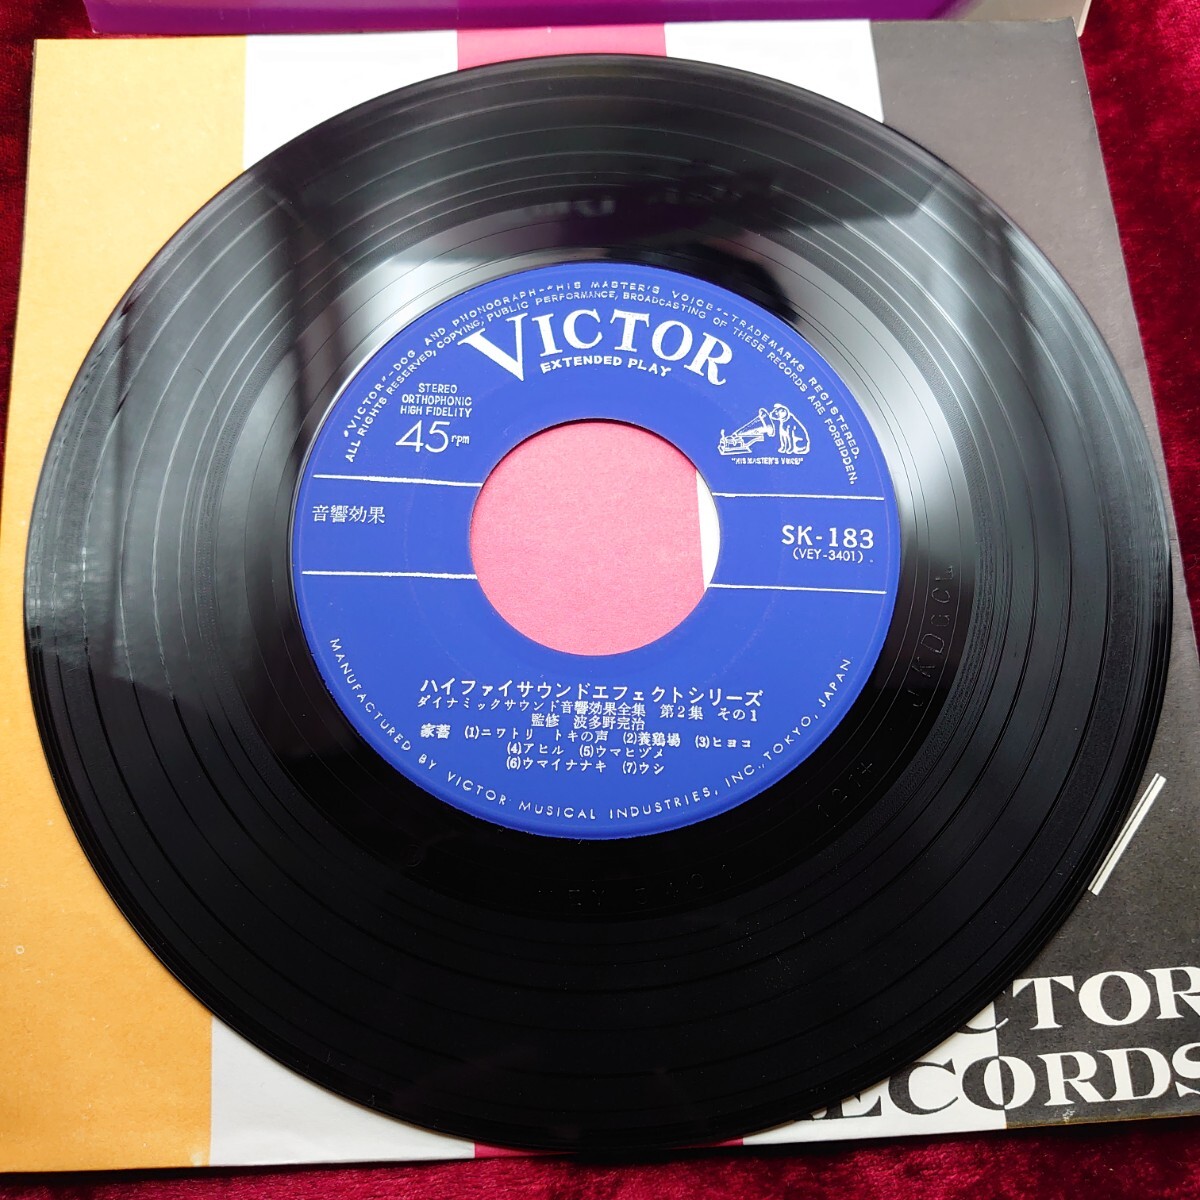 "VICTOR"-DOG AND PHONOGRAPH-"HIS MASTER'S VOICE"-TRADEMARKS REGISTERED.
ALL RIGHTS RESERVED, COPYING, PUBLIC PERFORMANCE, BROADCASTING OF THESE RECORDS ARE FORBIDDEN.
VICTOR
EXTENDED PLAY
STEREO
ORTHOPHONIC
HIGH FIDELITY
45rpm
"HIS MASTER'S VOICE"
音響効果
SK-183
(VEY-3401)
ハイファイサウンドエフェクトシリーズ
ダイナミックサウンド音響効果全集 第2集 その1
監修 波多野完治
家蓄 (1)ニワトリ トキの声 (2)養鶏場 (3)ヒヨコ
(4)アヒル (5)ウマヒヅメ
(6)ウマイナナキ (7)ウシ
MANUFACTURED BY VICTOR MUSICAL INDUSTRIES, INC., TOKYO, JAPAN.
CTOR
RECORDS